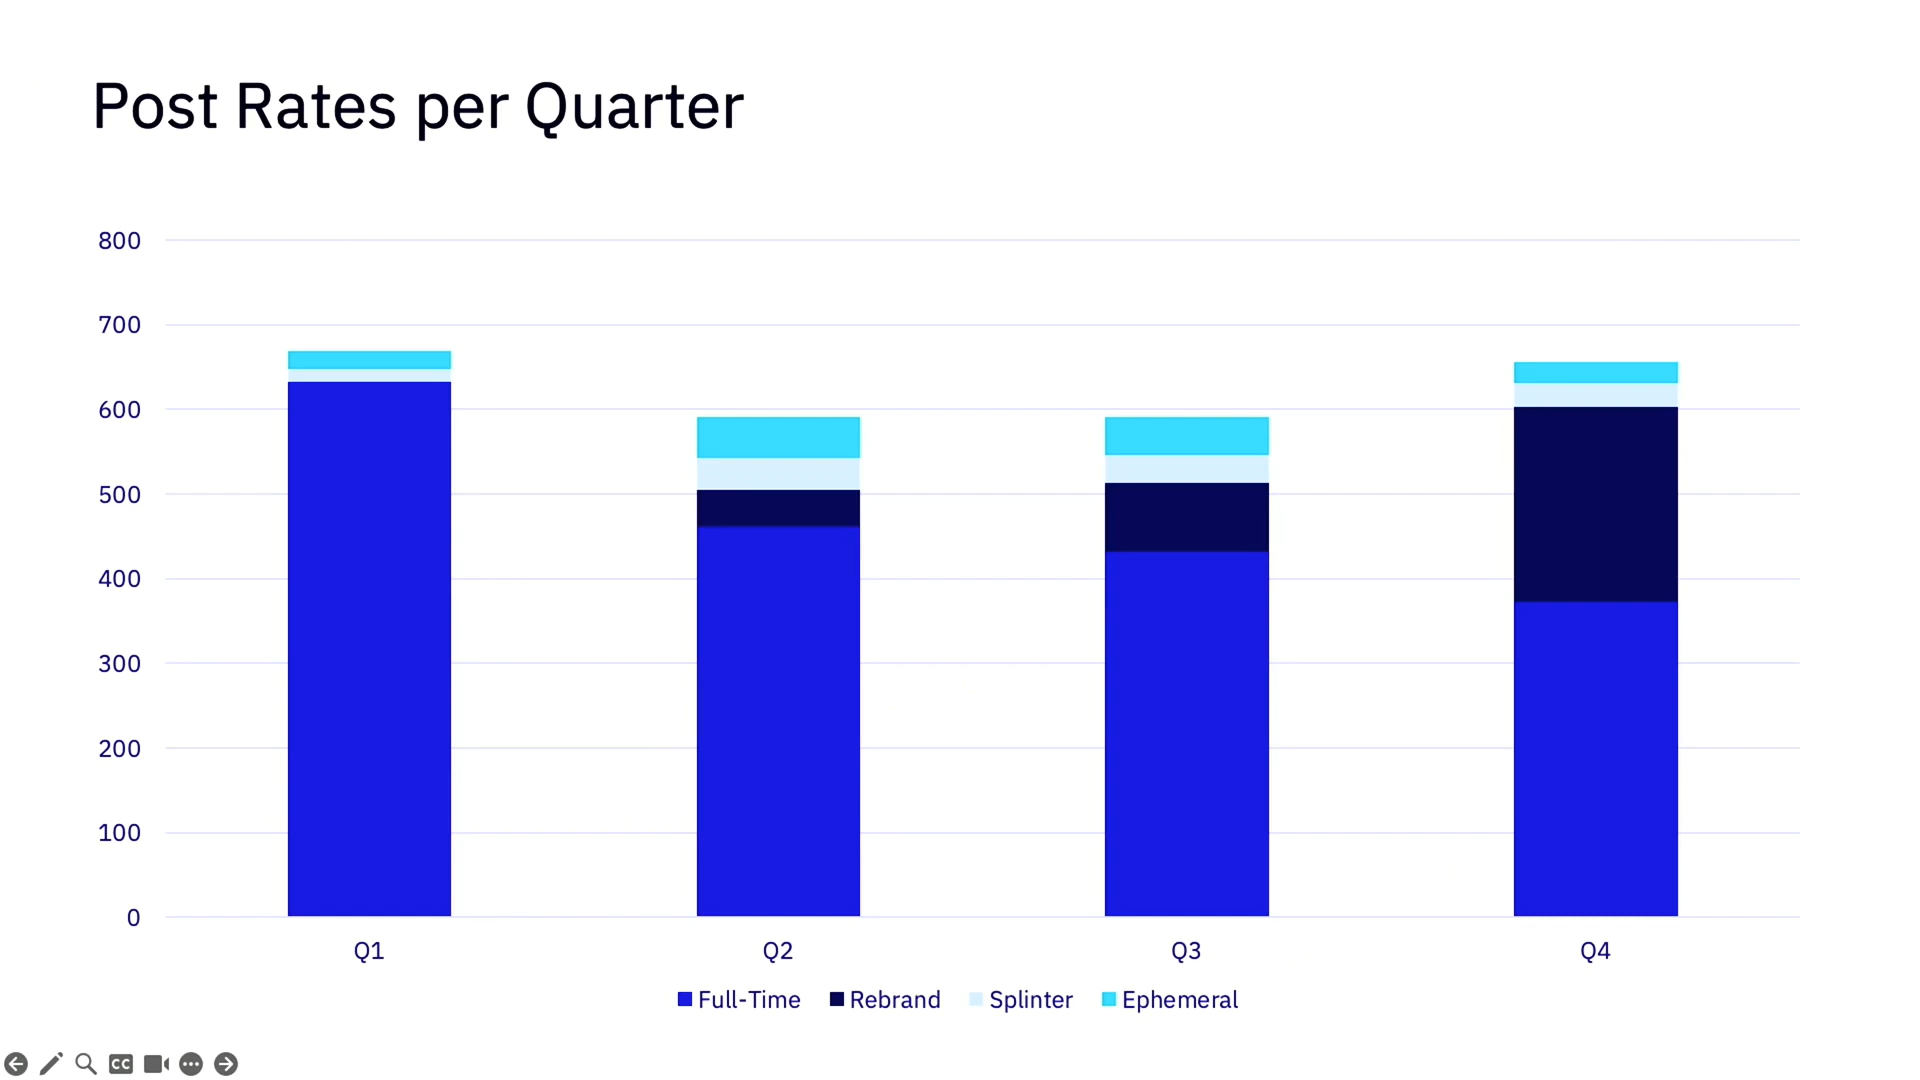 Post Rates per Quarter
800
700
600
500
400
300
200
100
0
Q1 Q2 Q3 Q4
Full-Time Rebrand Splinter Ephemeral
CC